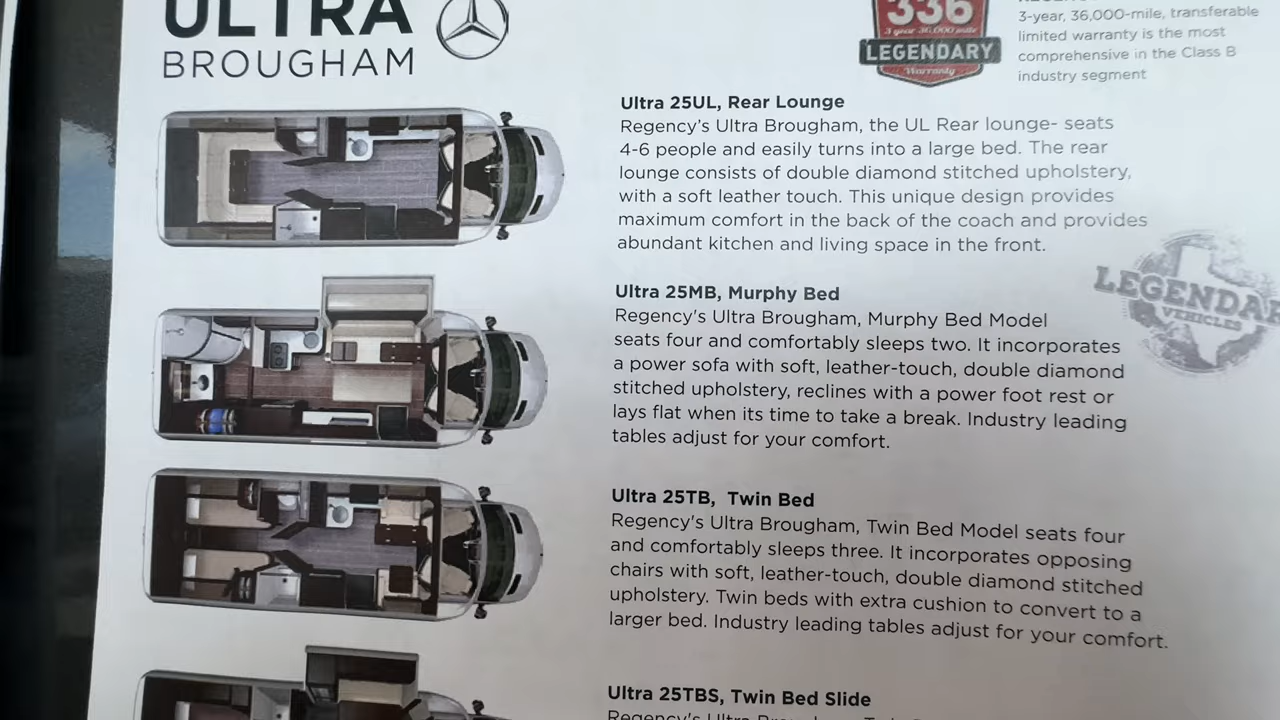 ULTRA
BROUGHAM
336
3 year 36,000 mile
LEGENDARY
Warranty
3-year, 36,000-mile, transferable
limited warranty is the most
comprehensive in the Class B
industry segment
Ultra 25UL, Rear Lounge
Regency's Ultra Brougham, the UL Rear lounge- seats
4-6 people and easily turns into a large bed. The rear
lounge consists of double diamond stitched upholstery,
with a soft leather touch. This unique design provides
maximum comfort in the back of the coach and provides
abundant kitchen and living space in the front.
LEGENDAR
VEHICLES
Ultra 25MB, Murphy Bed
Regency's Ultra Brougham, Murphy Bed Model
seats four and comfortably sleeps two. It incorporates
a power sofa with soft, leather-touch, double diamond
stitched upholstery, reclines with a power foot rest or
lays flat when its time to take a break. Industry leading
tables adjust for your comfort.
Ultra 25TB, Twin Bed
Regency's Ultra Brougham, Twin Bed Model seats four
and comfortably sleeps three. It incorporates opposing
chairs with soft, leather-touch, double diamond stitched
upholstery. Twin beds with extra cushion to convert to a
larger bed. Industry leading tables adjust for your comfort.
Ultra 25TBS, Twin Bed Slide
Regency's Ultra